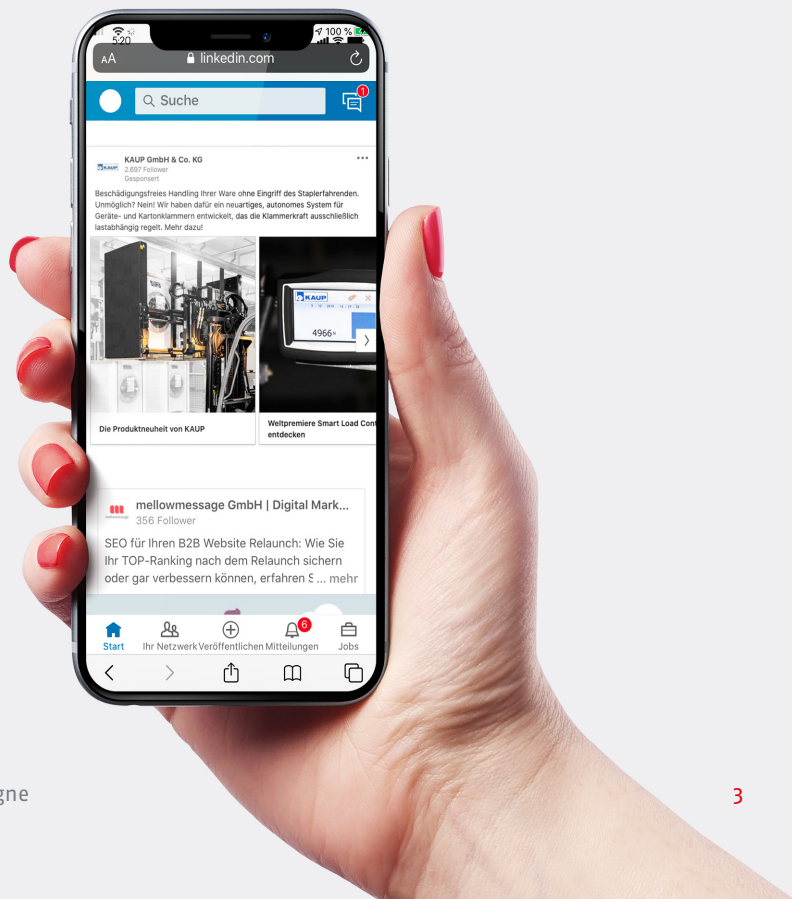 5:20
100 %
AA
linkedin.com
Suche
1
KAUP
KAUP GmbH & Co. KG
2.697 Follower
Gesponsert
Beschädigungsfreies Handling Ihrer Ware ohne Eingriff des Staplerfahrenden.
Unmöglich? Nein! Wir haben dafür ein neuartiges, autonomes System für
Geräte- und Kartonklammern entwickelt, das die Klammerkraft ausschließlich
lastabhängig regelt. Mehr dazu!
KAUP
4966
Die Produktneuheit von KAUP
Weltpremiere Smart Load Cont
entdecken
mellowmessage
mellowmessage GmbH | Digital Mark...
356 Follower
SEO für Ihren B2B Website Relaunch: Wie Sie
Ihr TOP-Ranking nach dem Relaunch sichern
oder gar verbessern können, erfahren S ... mehr
6
Start
Ihr Netzwerk
Veröffentlichen
Mitteilungen
Jobs
gne
3